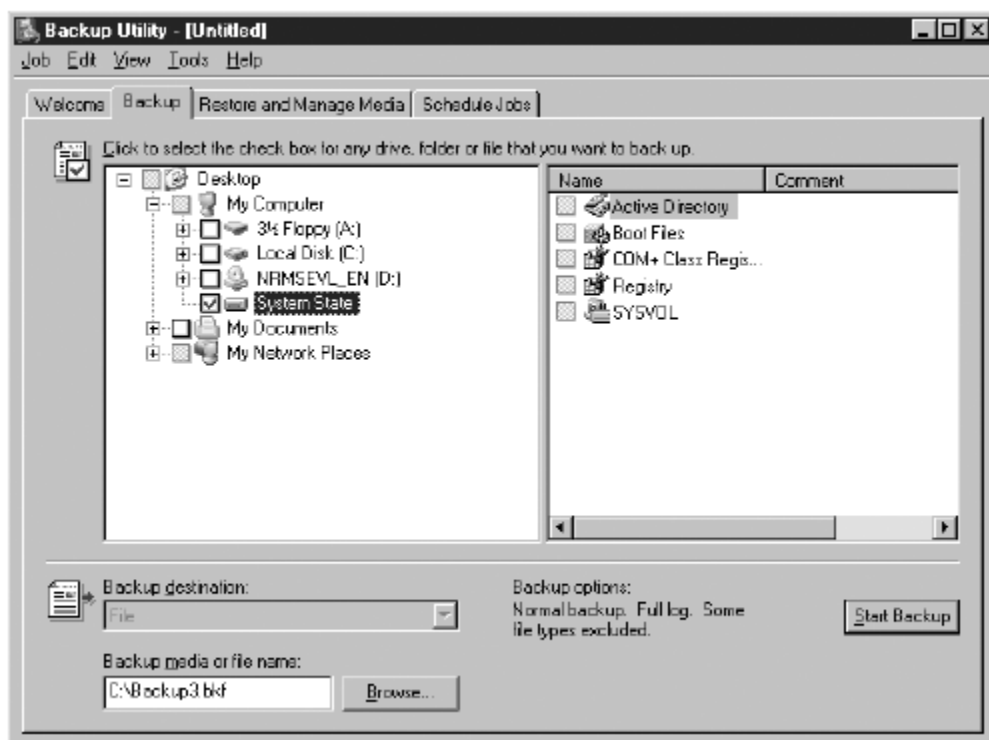 Backup Utility - [Untitled]
Job Edit View Tools Help
Welcome Backup Restore and Manage Media Schedule Jobs
Click to select the check box for any drive, folder or file that you want to back up.
Desktop
My Computer
3½ Floppy (A:)
Local Disk (C:)
NRMSEVL_EN (D:)
System State
My Documents
My Network Places
Name Comment
Active Directory
Boot Files
COM+ Class Regis...
Registry
SYSVOL
Backup destination:
File
Backup media or file name:
C:\Backup3.bkf
Browse...
Backup options:
Normal backup. Full log. Some
file types excluded.
Start Backup